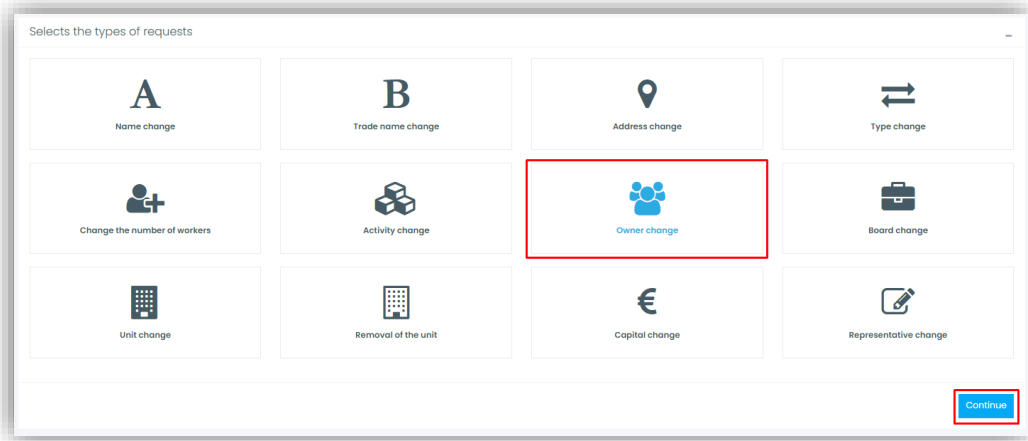 Selects the types of requests
A
Name change
B
Trade name change
Address change
Type change
Change the number of workers
Activity change
Owner change
Board change
Unit change
Removal of the unit
€
Capital change
Representative change
Continue